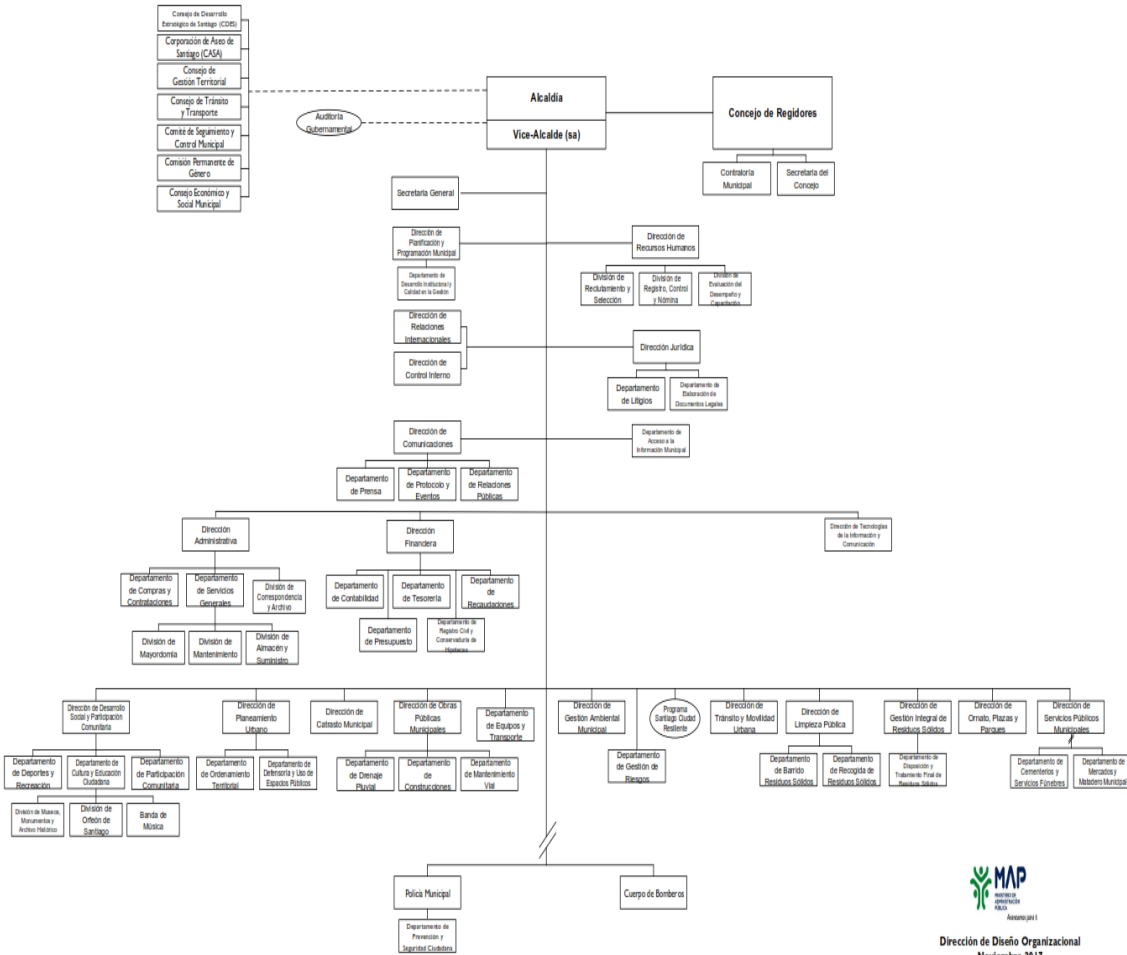 Consejo de Desarrollo
Estratégico de Santiago (CDES)
Corporación de Aseo de
Santiago (CASA)
Consejo de
Gestión Territorial
Consejo de Tránsito
y Transporte
Comité de Seguimiento y
Control Municipal
Comisión Permanente de
Género
Consejo Económico y
Social Municipal
Auditoría
Gubernamental
Alcaldía
Vice-Alcalde (sa)
Concejo de Regidores
Contraloría
Municipal
Secretaría del
Concejo
Secretaría General
Dirección de
Planificación y
Programación Municipal
Departamento de
Desarrollo Institucional y
Calidad en la Gestión
Dirección de
Recursos Humanos
División de
Reclutamiento y
Selección
División de
Registro, Control
y Nómina
División de
Evaluación del
Desempeño y
Capacitación
Dirección de
Relaciones
Internacionales
Dirección de
Control Interno
Dirección Jurídica
Departamento
de Litigios
Departamento de
Elaboración de
Documentos Legales
Dirección de
Comunicaciones
Departamento de
Acceso a la
Información Municipal
Departamento
de Prensa
Departamento
de Protocolo y
Eventos
Departamento
de Relaciones
Públicas
Dirección
Administrativa
Dirección
Financiera
Dirección de Tecnologías
de la Información y
Comunicación
Departamento
de Compras y
Contrataciones
Departamento
de Servicios
Generales
División de
Correspondencia
y Archivo
Departamento
de Contabilidad
Departamento
de Tesorería
Departamento
de
Recaudaciones
División de
Mayordomía
División de
Mantenimiento
División de
Almacén y
Suministro
Departamento
de Presupuesto
Departamento de
Registro Civil y
Conservaduría de
Hipotecas
Dirección de Desarrollo
Social y Participación
Comunitaria
Dirección de
Planeamiento
Urbano
Dirección de
Catrasto Municipal
Dirección de Obras
Públicas
Municipales
Departamento
de Equipos y
Transporte
Dirección de
Gestión Ambiental
Municipal
Programa
Santiago Ciudad
Resiliente
Dirección de
Tránsito y Movilidad
Urbana
Dirección de
Limpieza Pública
Dirección de
Gestión Integral de
Residuos Sólidos
Dirección de
Ornato, Plazas y
Parques
Dirección de
Servicios Públicos
Municipales
Departamento
de Deportes y
Recreación
Departamento de
Cultura y Educación
Ciudadana
Departamento
de Participación
Comunitaria
Departamento
de Ordenamiento
Territorial
Departamento de
Defensoría y Uso de
Espacios Públicos
Departamento
de Drenaje
Pluvial
Departamento
de
Construcciones
Departamento
de Mantenimiento
Vial
Departamento
de Gestión de
Riesgos
Departamento
de Barrido
Residuos Sólidos
Departamento
de Recogida de
Residuos Sólidos
Departamento de
Disposición y
Tratamiento Final de
Residuos Sólidos
Departamento de
Cementerios y
Servicios Fúnebres
Departamento de
Mercados y
Matadero Municipal
División de Museos,
Monumentos y
Archivo Histórico
División de
Orfeón de
Santiago
Banda de
Música
Policía Municipal
Cuerpo de Bomberos
Departamento de
Prevención y
Seguridad Ciudadana
MAP
MINISTERIO DE
ADMINISTRACIÓN
PÚBLICA
Avanzamos para ti
Dirección de Diseño Organizacional
Noviembre 2017